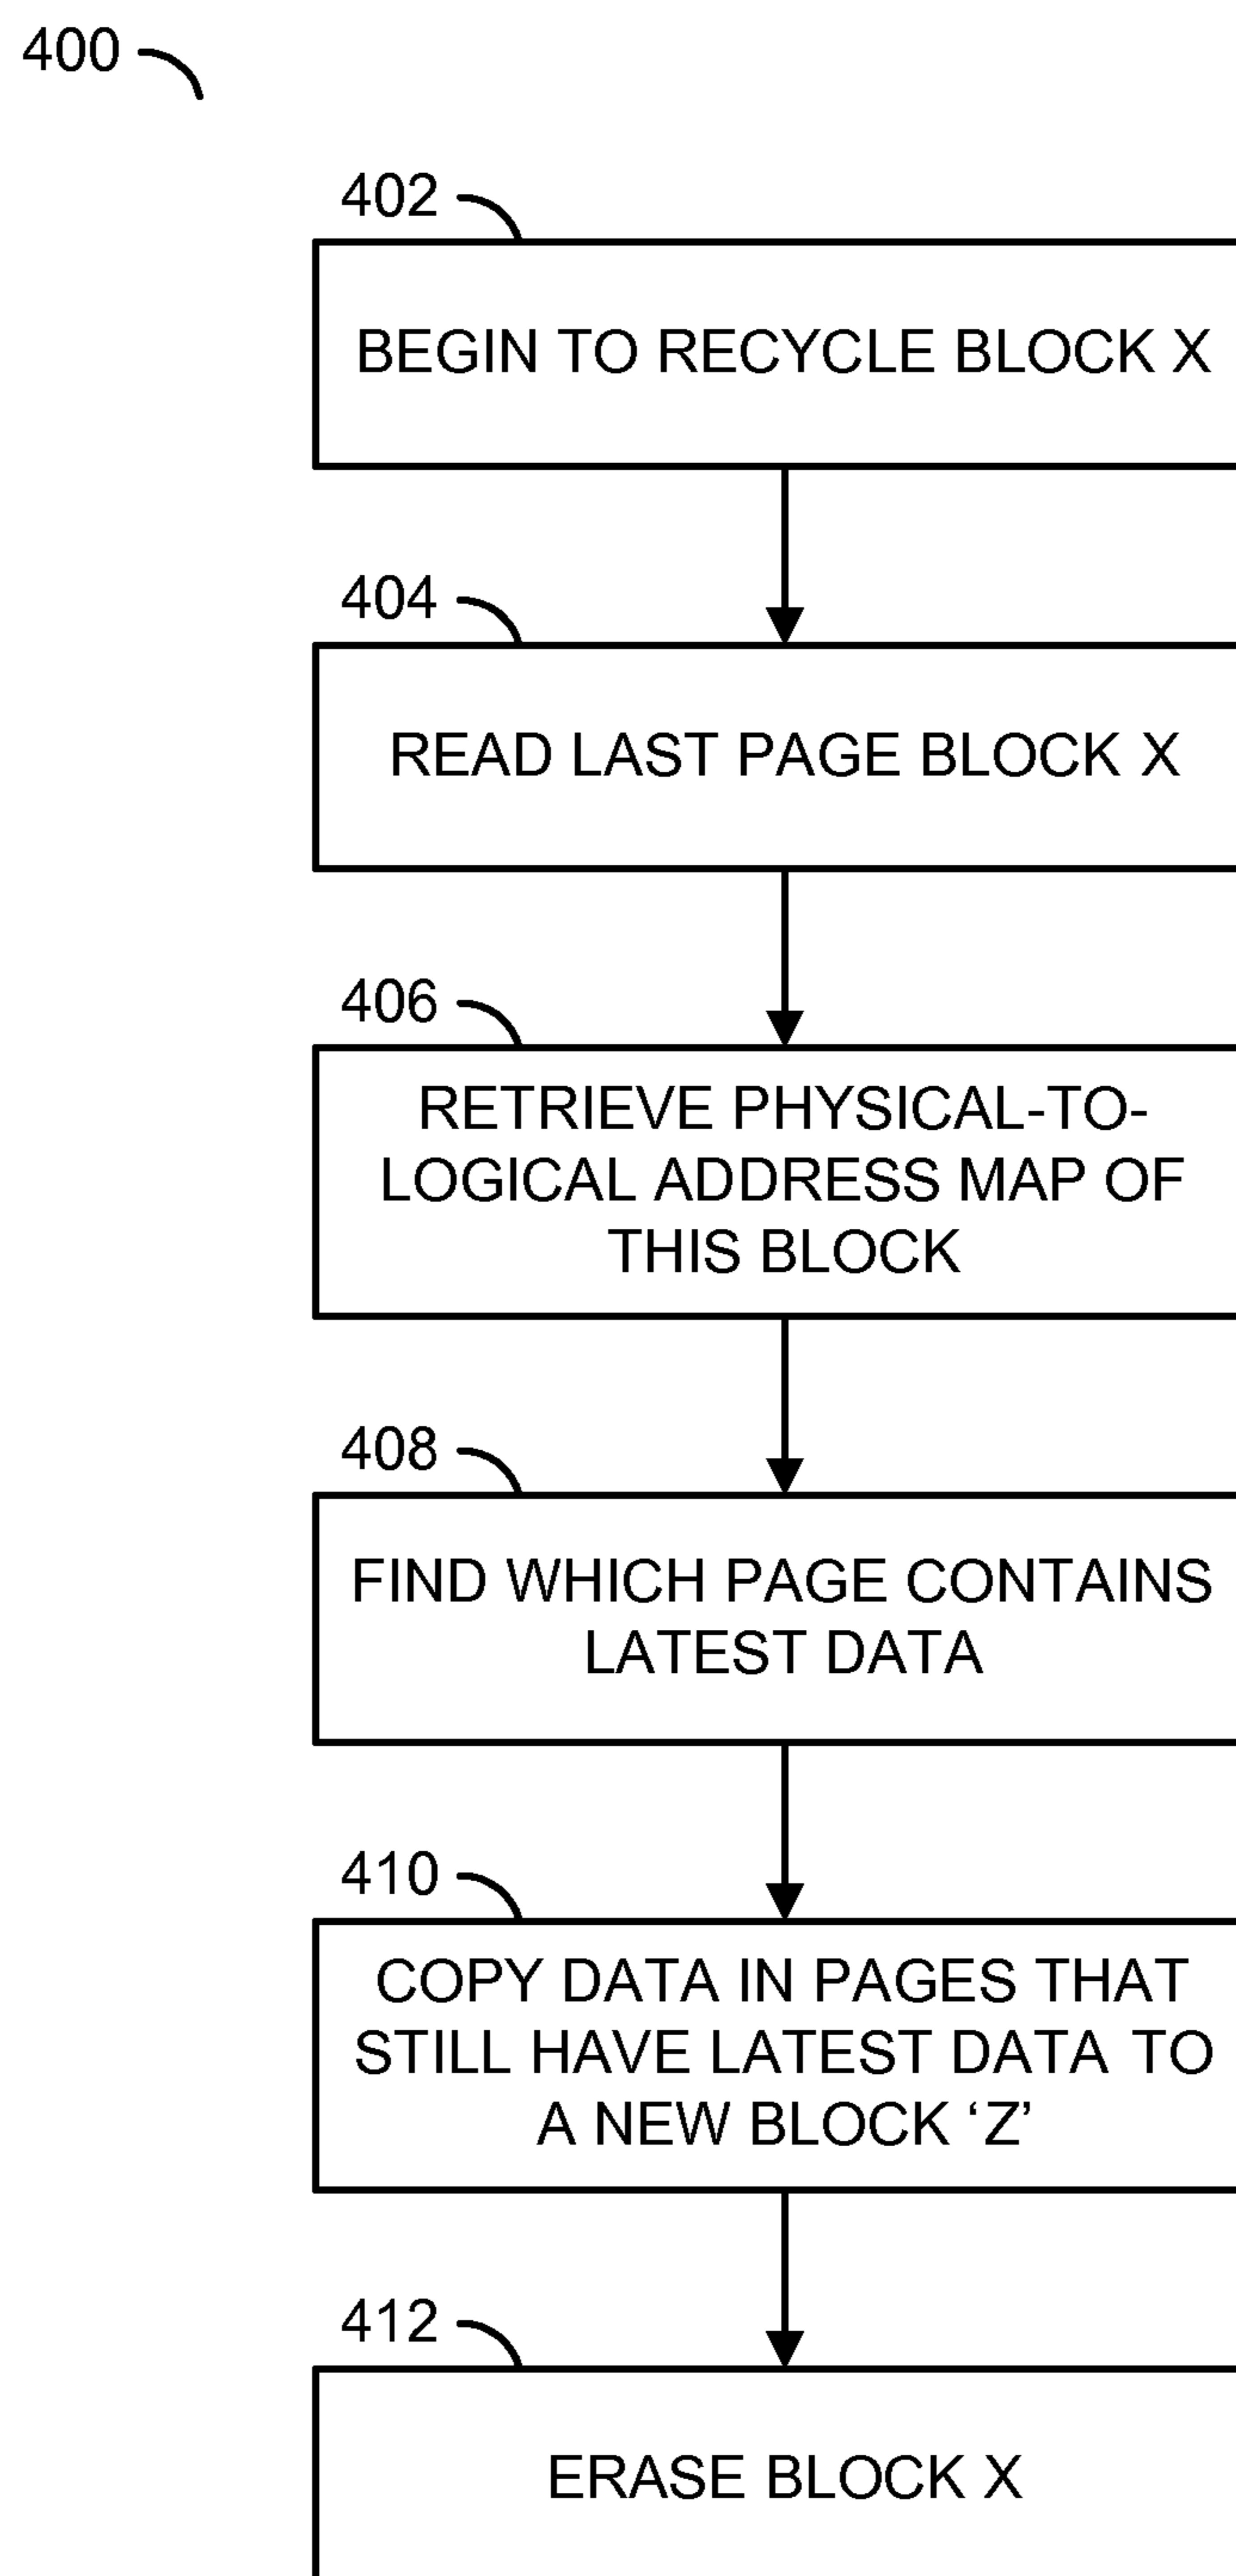 400
402
BEGIN TO RECYCLE BLOCK X
404
READ LAST PAGE BLOCK X
406
RETRIEVE PHYSICAL-TO-
LOGICAL ADDRESS MAP OF
THIS BLOCK
408
FIND WHICH PAGE CONTAINS
LATEST DATA
410
COPY DATA IN PAGES THAT
STILL HAVE LATEST DATA TO
A NEW BLOCK ‘Z’
412
ERASE BLOCK X